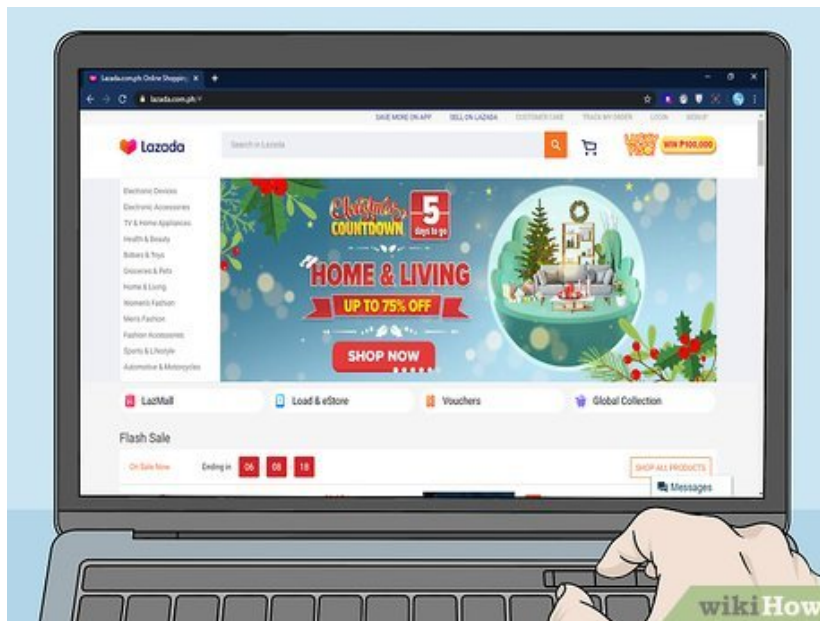 Lazada.com.ph: Online Shopping
lazada.com.ph/#
SAVE MORE ON APP SELL ON LAZADA CUSTOMER CARE TRACK MY ORDER LOGIN SIGNUP
Lazada
Search in Lazada
WIN ₱100,000
Electronic Devices
Electronic Accessories
TV & Home Appliances
Health & Beauty
Babies & Toys
Groceries & Pets
Home & Living
Women's Fashion
Men's Fashion
Fashion Accessories
Sports & Lifestyle
Automotive & Motorcycles
Christmas
COUNTDOWN
5
days to go
HOME & LIVING
UP TO 75% OFF
SHOP NOW
LazMall Load & eStore Vouchers Global Collection
Flash Sale
On Sale Now Ending in 06 08 18 SHOP ALL PRODUCTS
Messages
wikiHow